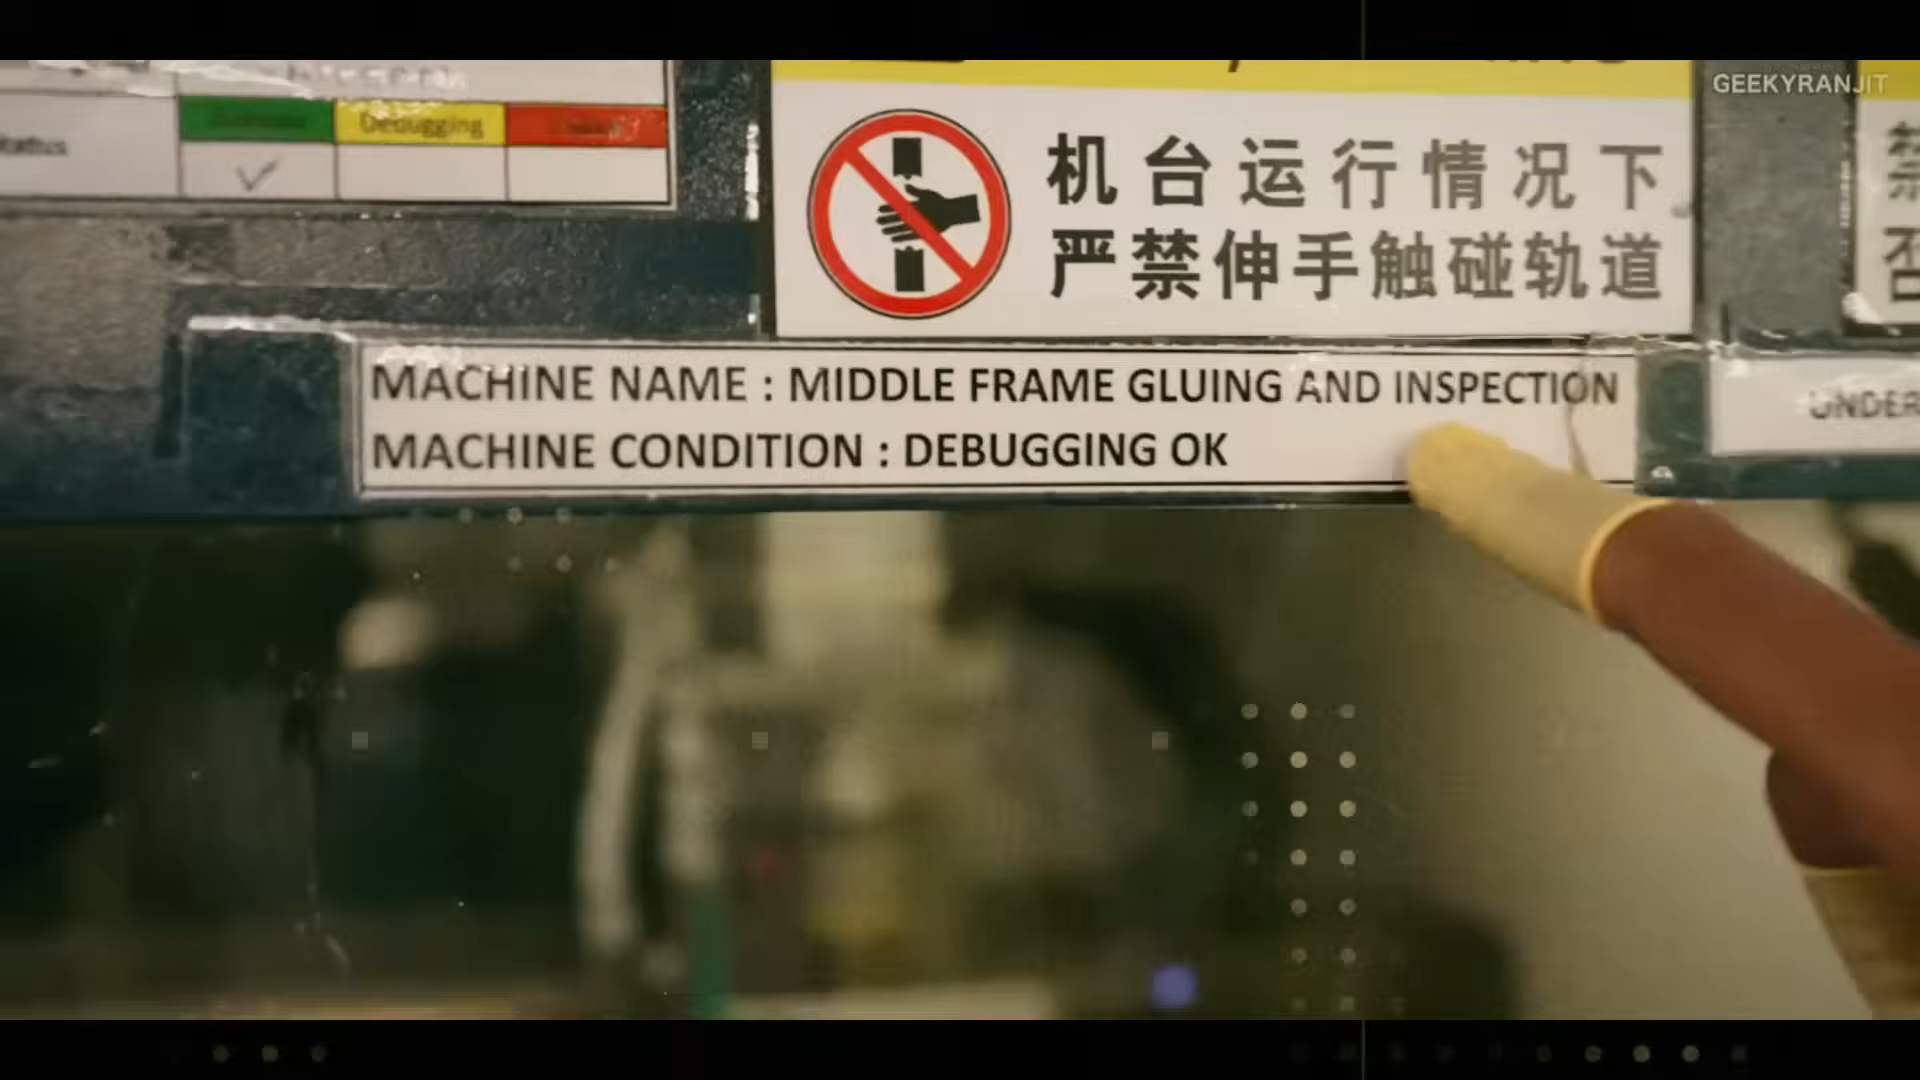 GEEKYRANJIT
Debugging
机台运行情况下
严禁伸手触碰轨道
MACHINE NAME : MIDDLE FRAME GLUING AND INSPECTION
MACHINE CONDITION : DEBUGGING OK
UNDER